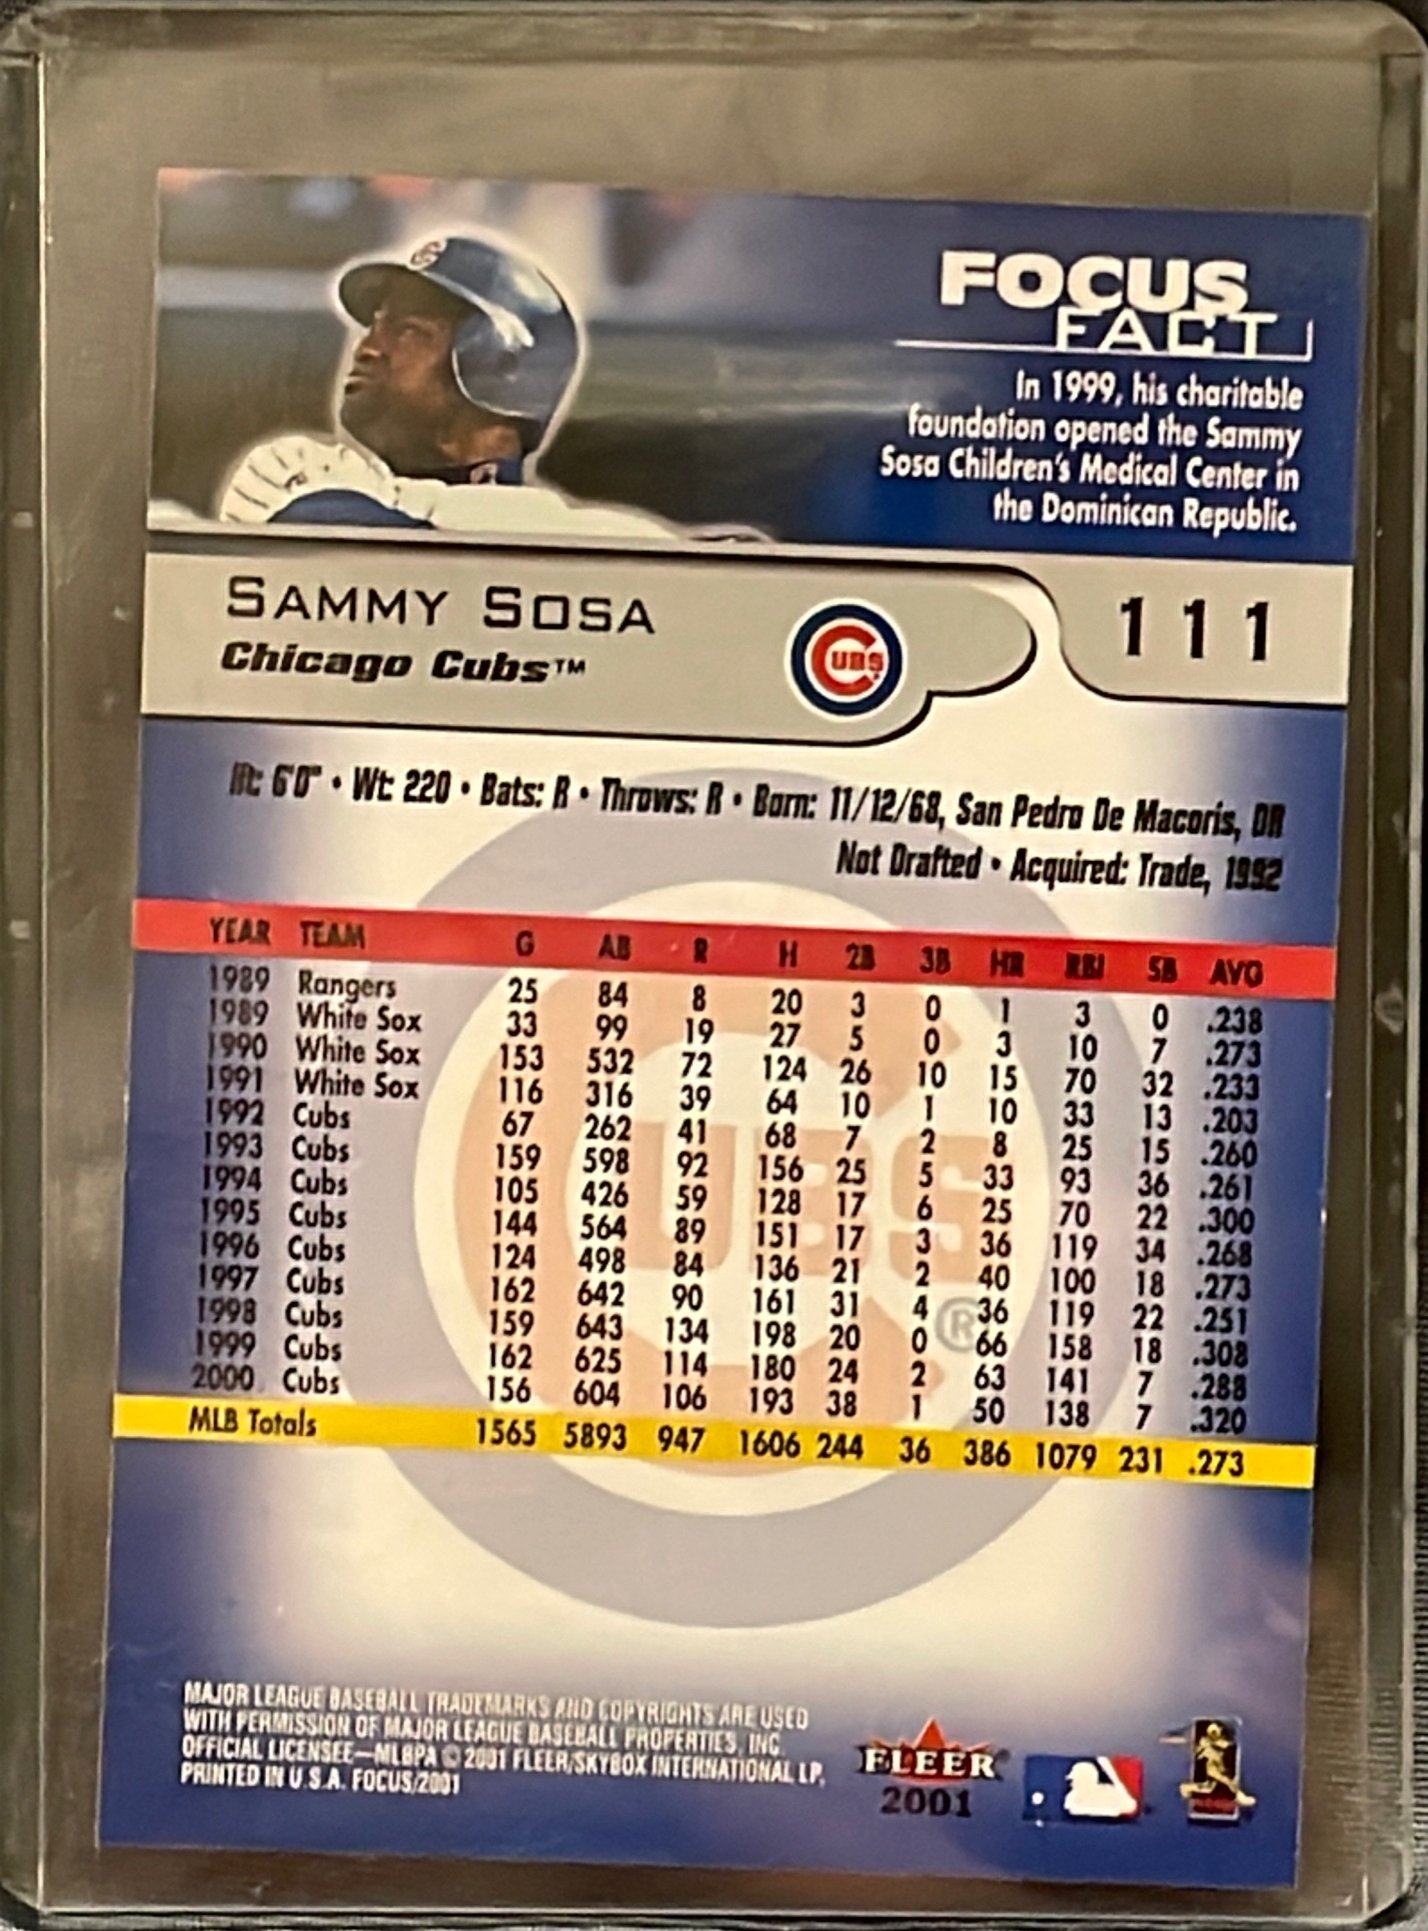 FOCUS
FACT
In 1999, his charitable
foundation opened the Sammy
Sosa Children's Medical Center in
the Dominican Republic.
SAMMY SOSA
Chicago Cubs™
CUBS
111
Ht: 6'0" • Wt: 220 • Bats: R • Throws: R • Born: 11/12/68, San Pedro De Macoris, DR
Not Drafted • Acquired: Trade, 1992
YEAR TEAM G AB R H 2B 3B HR RBI SB AVG
1989 Rangers 25 84 8 20 3 0 1 3 0 .238
1989 White Sox 33 99 19 27 5 0 3 10 7 .273
1990 White Sox 153 532 72 124 26 10 15 70 32 .233
1991 White Sox 116 316 39 64 10 1 10 33 13 .203
1992 Cubs 67 262 41 68 7 2 8 25 15 .260
1993 Cubs 159 598 92 156 25 5 33 93 36 .261
1994 Cubs 105 426 59 128 17 6 25 70 22 .300
1995 Cubs 144 564 89 151 17 3 36 119 34 .268
1996 Cubs 124 498 84 136 21 2 40 100 18 .273
1997 Cubs 162 642 90 161 31 4 36 119 22 .251
1998 Cubs 159 643 134 198 20 0 66 158 18 .308
1999 Cubs 162 625 114 180 24 2 63 141 7 .288
2000 Cubs 156 604 106 193 38 1 50 138 7 .320
MLB Totals 1565 5893 947 1606 244 36 386 1079 231 .273
CUBS®
MAJOR LEAGUE BASEBALL TRADEMARKS AND COPYRIGHTS ARE USED
WITH PERMISSION OF MAJOR LEAGUE BASEBALL PROPERTIES, INC.
OFFICIAL LICENSEE—MLBPA © 2001 FLEER/SKYBOX INTERNATIONAL LP.
PRINTED IN U.S.A. FOCUS/2001
FLEER
2001